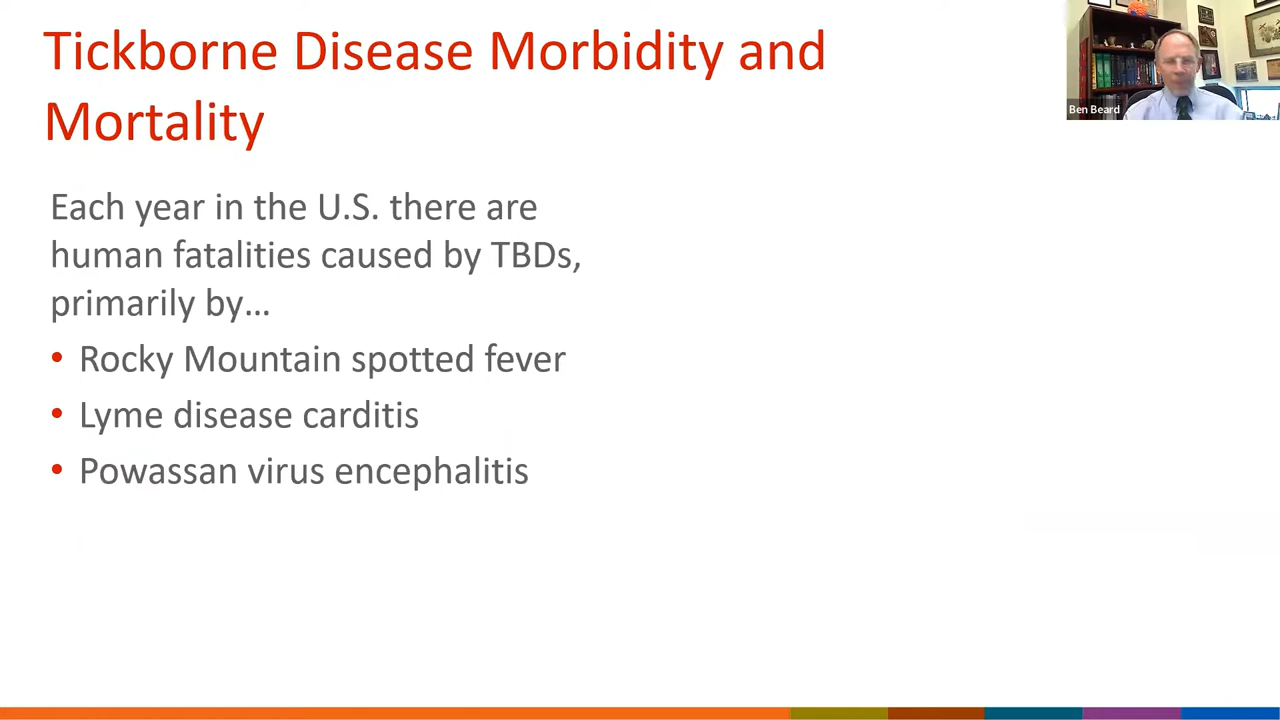 Tickborne Disease Morbidity and
Mortality
Ben Beard
Each year in the U.S. there are
human fatalities caused by TBDs,
primarily by…
• Rocky Mountain spotted fever
• Lyme disease carditis
• Powassan virus encephalitis